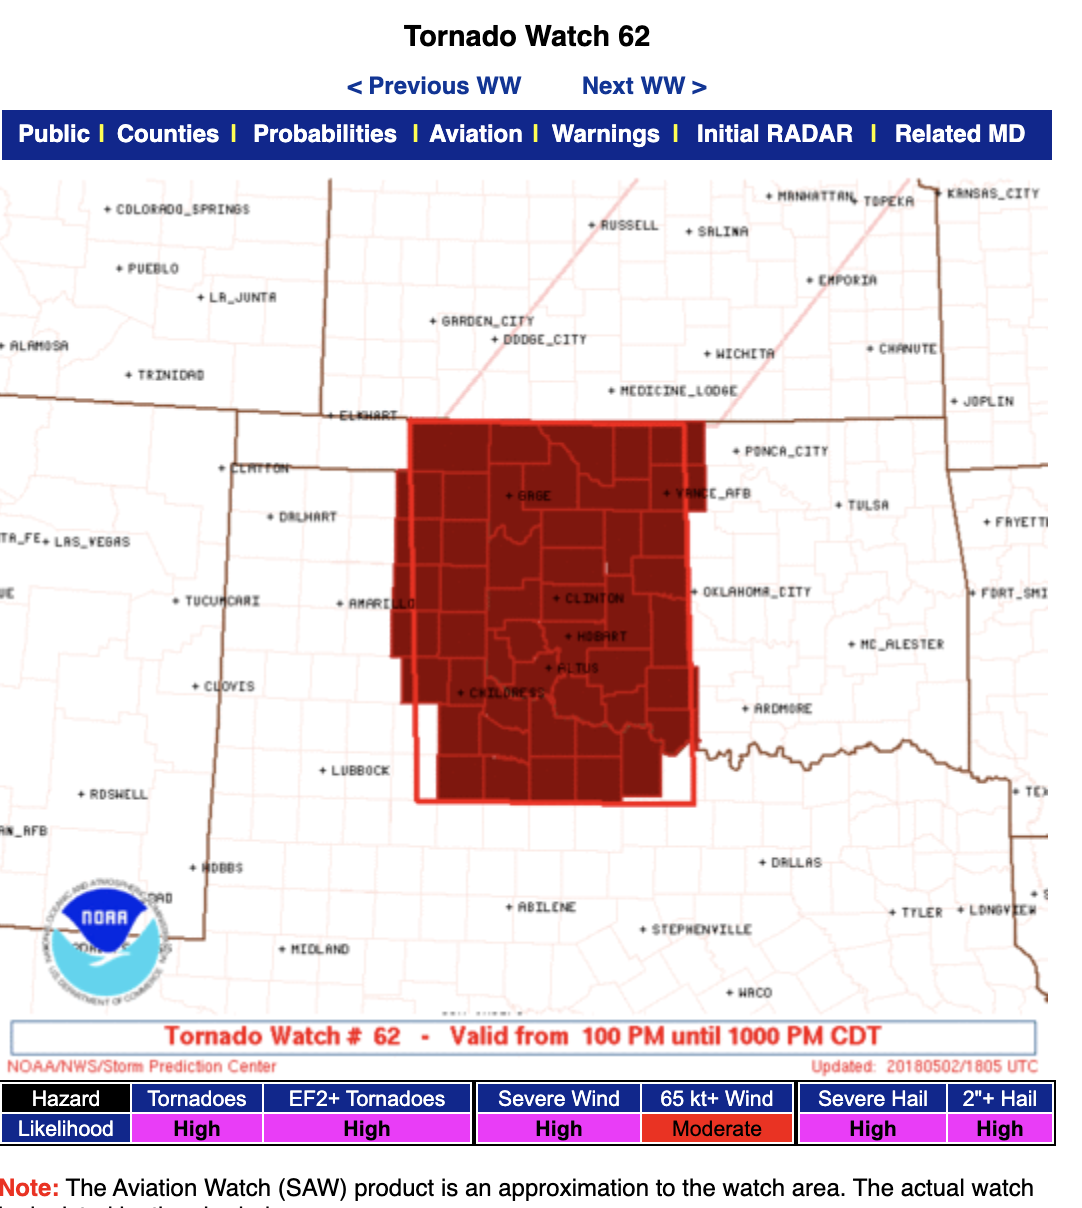 Tornado Watch 62
< Previous WW Next WW >
Public | Counties | Probabilities | Aviation | Warnings | Initial RADAR | Related MD
COLORADO_SPRINGS
MANHATTAN
TOPEKA
KANSAS_CITY
RUSSELL
SALINA
PUEBLO
EMPORIA
LA_JUNTA
GARDEN_CITY
DODGE_CITY
ALAMOSA
WICHITA
CHANUTE
TRINIDAD
MEDICINE_LODGE
JOPLIN
ELKHART
PONCA_CITY
CLAYTON
GAGE
VANCE_AFB
TULSA
DALHART
FAYETT
TA_FE
LAS_VEGAS
UE
TUCUMCARI
AMARILLO
CLINTON
OKLAHOMA_CITY
FORT_SMI
HOBART
MC_ALESTER
ALTUS
CLOVIS
CHILDRESS
ARDMORE
LUBBOCK
ROSWELL
TEX
AN_AFB
HOBBS
DALLAS
NOAA
ABILENE
TYLER
LONGVIEW
STEPHENVILLE
MIDLAND
WACO
Tornado Watch # 62 - Valid from 100 PM until 1000 PM CDT
NOAA/NWS/Storm Prediction Center Updated: 20180502/1805 UTC
Hazard Tornadoes EF2+ Tornadoes Severe Wind 65 kt+ Wind Severe Hail 2"+ Hail
Likelihood High High High Moderate High High
Note: The Aviation Watch (SAW) product is an approximation to the watch area. The actual watch